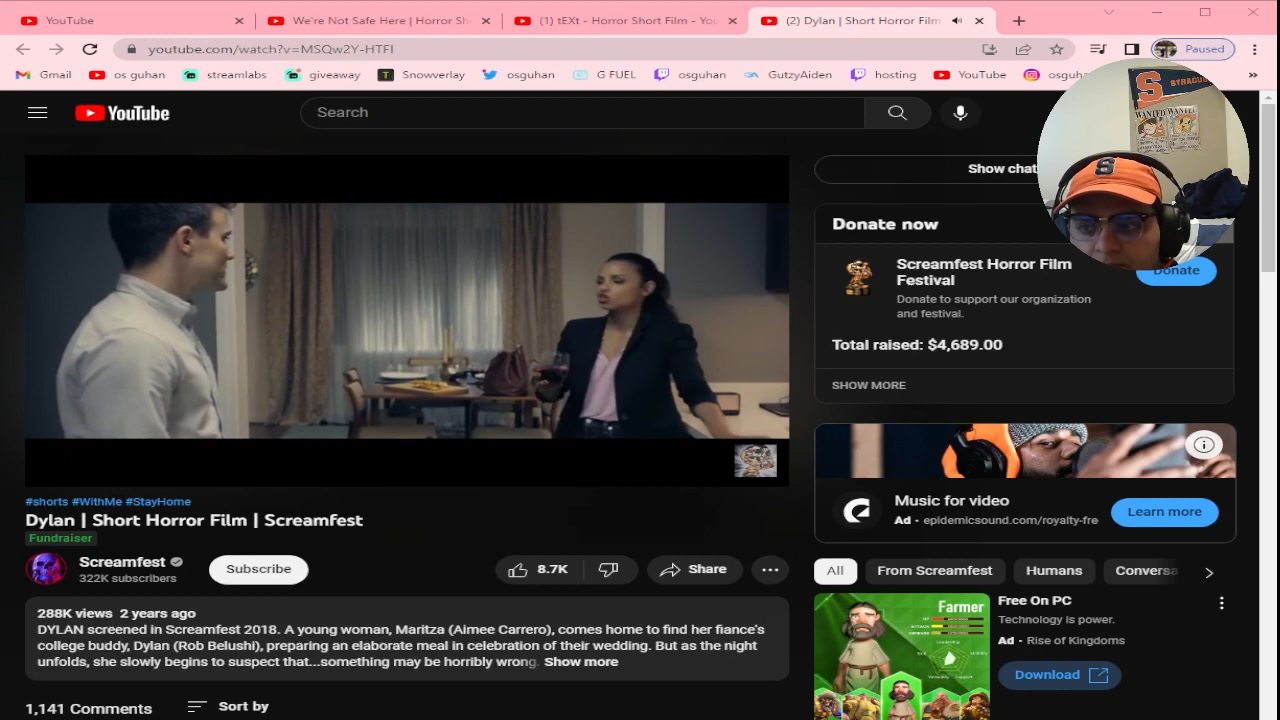 YouTube
We're Not Safe Here | Horror Sh
(1) tEXt - Horror Short Film - You
(2) Dylan | Short Horror Film
youtube.com/watch?v=MSQw2Y-HTFI
Paused
Gmail
os guhan
streamlabs
giveaway
Snowverlay
osguhan
G FUEL
osguhan
GutzyAiden
hosting
YouTube
osguha
YouTube
Search
SYRACUS
WANTED WANTED
Show chat
Donate now
Screamfest Horror Film
Festival
Donate to support our organization
and festival.
Donate
Total raised: $4,689.00
SHOW MORE
Music for video
Ad · epidemicsound.com/royalty-fre
Learn more
#shorts #WithMe #StayHome
Dylan | Short Horror Film | Screamfest
Fundraiser
Screamfest
322K subscribers
Subscribe
8.7K
Share
All
From Screamfest
Humans
Conversa
288K views 2 years ago
DYLAN screened in Screamfest 2018. A young woman, Maritza (Aimee Carrero), comes home to find her fiance's
college buddy, Dylan (Rob Belushi), preparing an elaborate meal in celebration of their wedding. But as the night
unfolds, she slowly begins to suspect that...something may be horribly wrong. Show more
Farmer
Free On PC
Technology is power.
Ad · Rise of Kingdoms
Download
1,141 Comments
Sort by